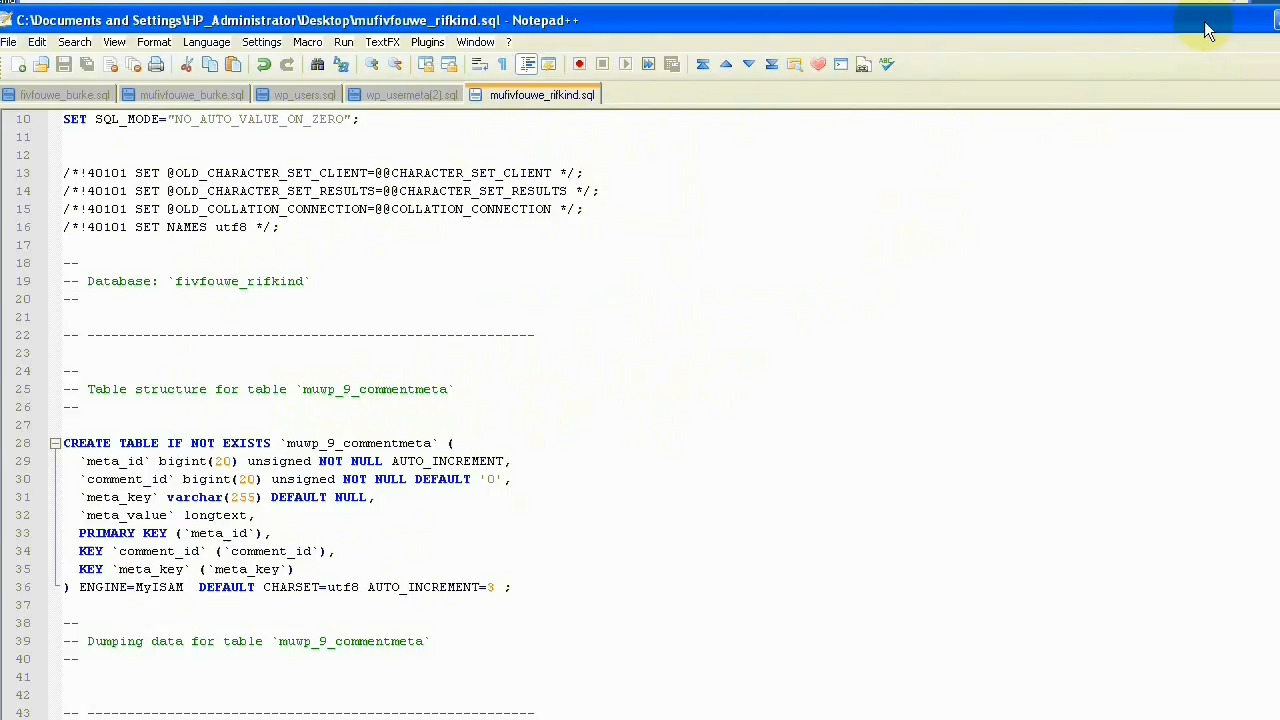 C:\Documents and Settings\HP_Administrator\Desktop\mufivfouwe_rifkind.sql - Notepad++
File Edit Search View Format Language Settings Macro Run TextFX Plugins Window ?
fivfouwe_burke.sql mufivfouwe_burke.sql wp_users.sql wp_usermeta(2).sql mufivfouwe_rifkind.sql
10 SET SQL_MODE="NO_AUTO_VALUE_ON_ZERO";
11
12
13 /*!40101 SET @OLD_CHARACTER_SET_CLIENT=@@CHARACTER_SET_CLIENT */;
14 /*!40101 SET @OLD_CHARACTER_SET_RESULTS=@@CHARACTER_SET_RESULTS */;
15 /*!40101 SET @OLD_COLLATION_CONNECTION=@@COLLATION_CONNECTION */;
16 /*!40101 SET NAMES utf8 */;
17
18 --
19 -- Database: `fivfouwe_rifkind`
20 --
21
22 -- --------------------------------------------------------
23
24 --
25 -- Table structure for table `muwp_9_commentmeta`
26 --
27
28 CREATE TABLE IF NOT EXISTS `muwp_9_commentmeta` (
29 `meta_id` bigint(20) unsigned NOT NULL AUTO_INCREMENT,
30 `comment_id` bigint(20) unsigned NOT NULL DEFAULT '0',
31 `meta_key` varchar(255) DEFAULT NULL,
32 `meta_value` longtext,
33 PRIMARY KEY (`meta_id`),
34 KEY `comment_id` (`comment_id`),
35 KEY `meta_key` (`meta_key`)
36 ) ENGINE=MyISAM  DEFAULT CHARSET=utf8 AUTO_INCREMENT=3 ;
37
38 --
39 -- Dumping data for table `muwp_9_commentmeta`
40 --
41
42
43 -- --------------------------------------------------------